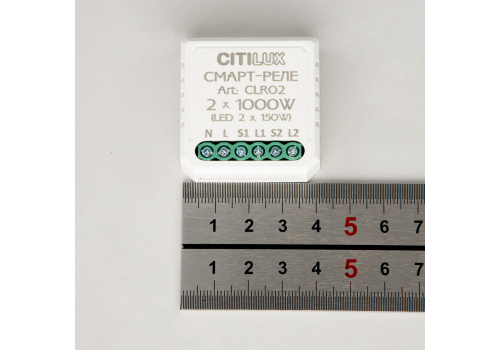 CITILUX
СМАРТ-РЕЛЕ
Art: CLR02
2 x 1000W
(LED 2 x 150W)
N L S1 L1 S2 L2
1 2 3 4 5 6 7
1 2 3 4 5 6 7